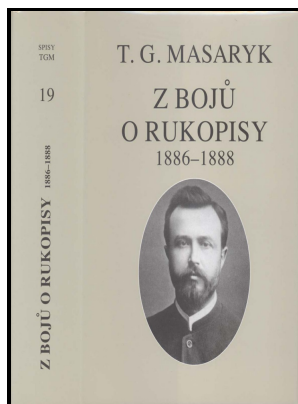 SPISY
TGM
19
Z BOJŮ O RUKOPISY 1886–1888
T. G. MASARYK
Z BOJŮ
O RUKOPISY
1886–1888